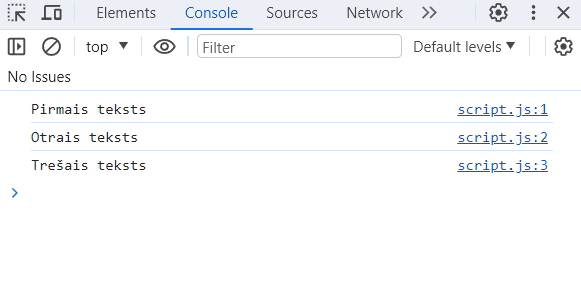 Elements Console Sources Network
top Filter Default levels
No Issues
Pirmais teksts script.js:1
Otrais teksts script.js:2
Trešais teksts script.js:3